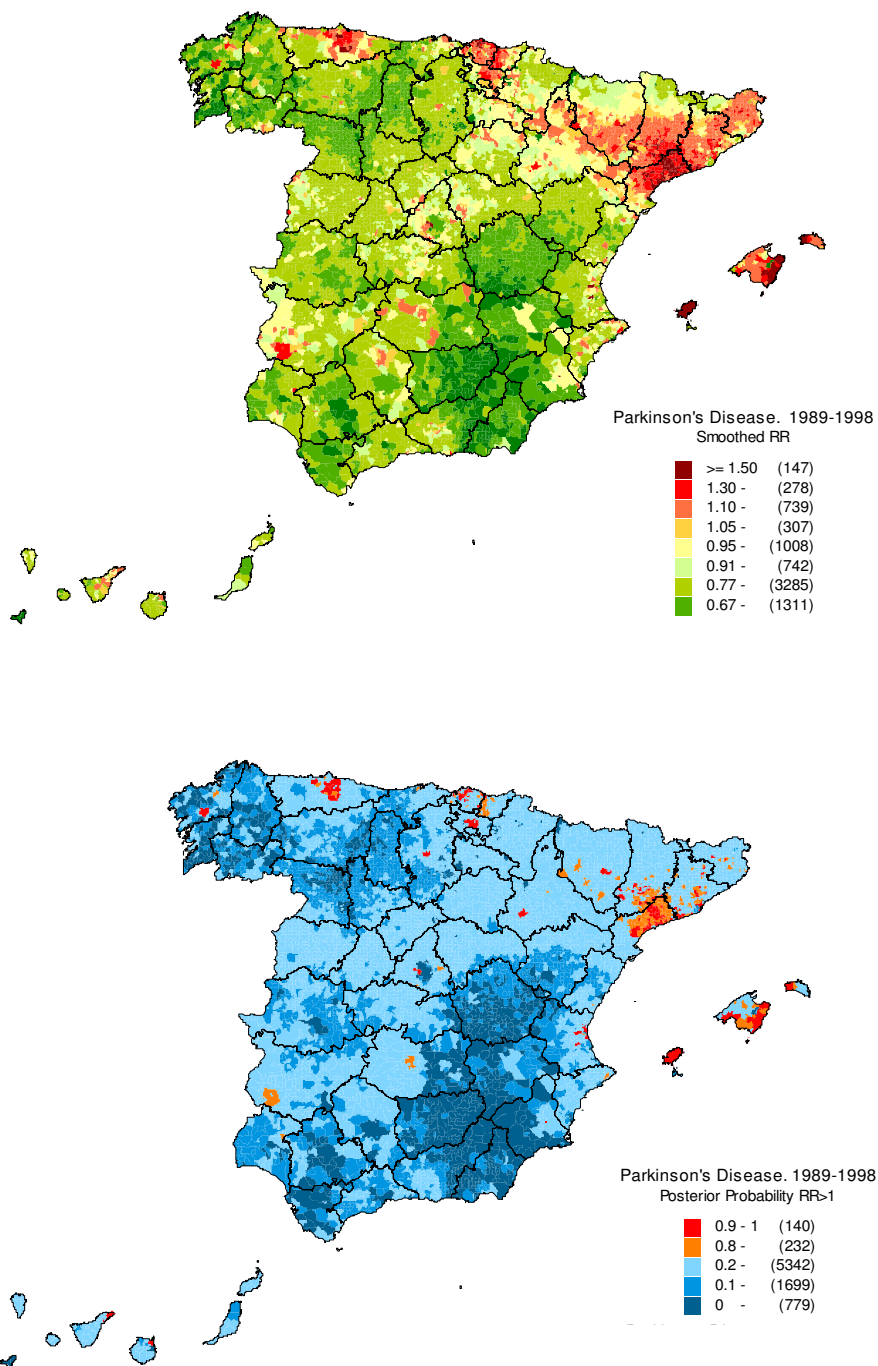 Parkinson's Disease. 1989-1998
Smoothed RR
>= 1.50 (147)
1.30 - (278)
1.10 - (739)
1.05 - (307)
0.95 - (1008)
0.91 - (742)
0.77 - (3285)
0.67 - (1311)
Parkinson's Disease. 1989-1998
Posterior Probability RR>1
0.9 - 1 (140)
0.8 - (232)
0.2 - (5342)
0.1 - (1699)
0 - (779)